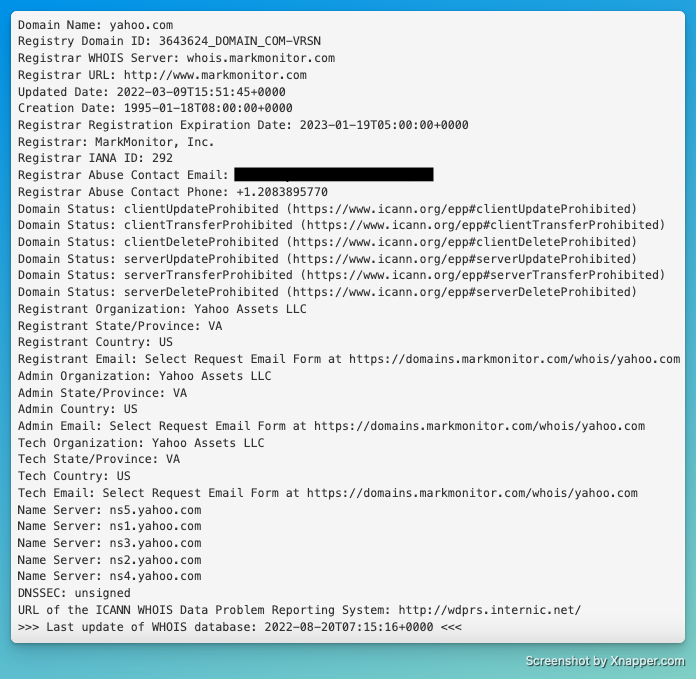 Domain Name: yahoo.com
Registry Domain ID: 3643624_DOMAIN_COM-VRSN
Registrar WHOIS Server: whois.markmonitor.com
Registrar URL: http://www.markmonitor.com
Updated Date: 2022-03-09T15:51:45+0000
Creation Date: 1995-01-18T08:00:00+0000
Registrar Registration Expiration Date: 2023-01-19T05:00:00+0000
Registrar: MarkMonitor, Inc.
Registrar IANA ID: 292
Registrar Abuse Contact Email:
Registrar Abuse Contact Phone: +1.2083895770
Domain Status: clientUpdateProhibited (https://www.icann.org/epp#clientUpdateProhibited)
Domain Status: clientTransferProhibited (https://www.icann.org/epp#clientTransferProhibited)
Domain Status: clientDeleteProhibited (https://www.icann.org/epp#clientDeleteProhibited)
Domain Status: serverUpdateProhibited (https://www.icann.org/epp#serverUpdateProhibited)
Domain Status: serverTransferProhibited (https://www.icann.org/epp#serverTransferProhibited)
Domain Status: serverDeleteProhibited (https://www.icann.org/epp#serverDeleteProhibited)
Registrant Organization: Yahoo Assets LLC
Registrant State/Province: VA
Registrant Country: US
Registrant Email: Select Request Email Form at https://domains.markmonitor.com/whois/yahoo.com
Admin Organization: Yahoo Assets LLC
Admin State/Province: VA
Admin Country: US
Admin Email: Select Request Email Form at https://domains.markmonitor.com/whois/yahoo.com
Tech Organization: Yahoo Assets LLC
Tech State/Province: VA
Tech Country: US
Tech Email: Select Request Email Form at https://domains.markmonitor.com/whois/yahoo.com
Name Server: ns5.yahoo.com
Name Server: ns1.yahoo.com
Name Server: ns3.yahoo.com
Name Server: ns2.yahoo.com
Name Server: ns4.yahoo.com
DNSSEC: unsigned
URL of the ICANN WHOIS Data Problem Reporting System: http://wdprs.internic.net/
>>> Last update of WHOIS database: 2022-08-20T07:15:16+0000 <<<
Screenshot by Xnapper.com